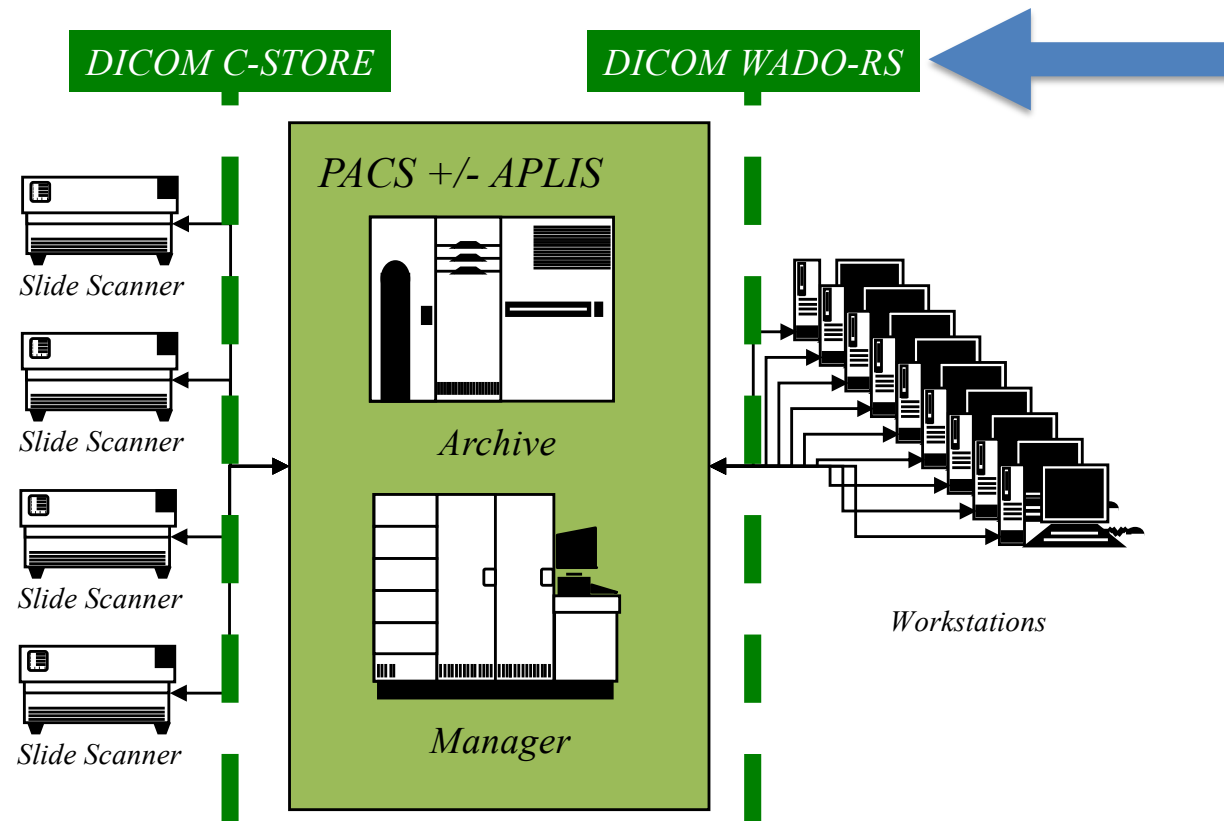 DICOM C-STORE
DICOM WADO-RS
PACS +/- APLIS
Slide Scanner
Slide Scanner
Archive
Slide Scanner
Workstations
Manager
Slide Scanner